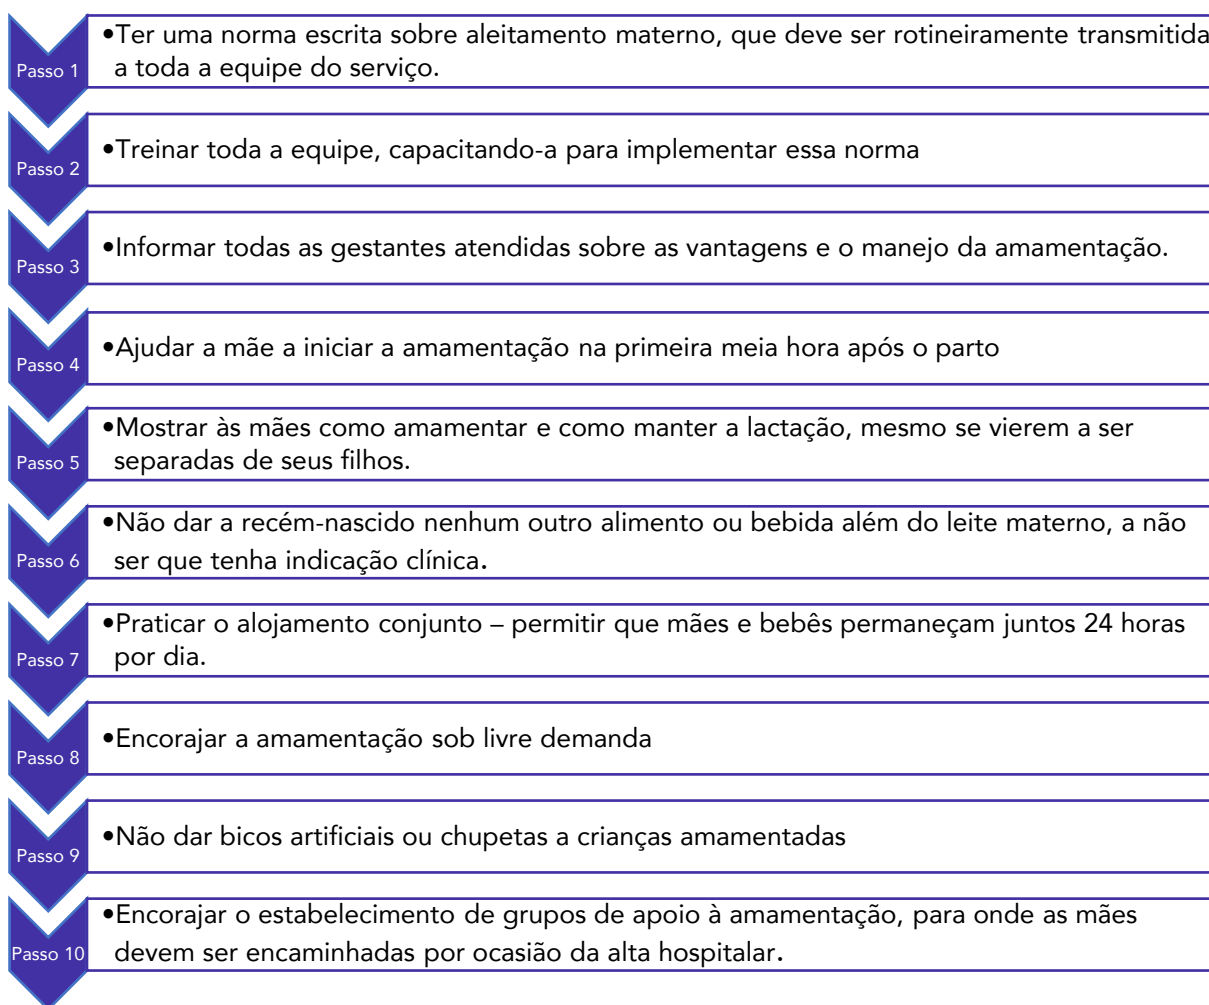 Passo 1
•Ter uma norma escrita sobre aleitamento materno, que deve ser rotineiramente transmitida
a toda a equipe do serviço.
Passo 2
•Treinar toda a equipe, capacitando-a para implementar essa norma
Passo 3
•Informar todas as gestantes atendidas sobre as vantagens e o manejo da amamentação.
Passo 4
•Ajudar a mãe a iniciar a amamentação na primeira meia hora após o parto
Passo 5
•Mostrar às mães como amamentar e como manter a lactação, mesmo se vierem a ser
separadas de seus filhos.
Passo 6
•Não dar a recém-nascido nenhum outro alimento ou bebida além do leite materno, a não
ser que tenha indicação clínica.
Passo 7
•Praticar o alojamento conjunto – permitir que mães e bebês permaneçam juntos 24 horas
por dia.
Passo 8
•Encorajar a amamentação sob livre demanda
Passo 9
•Não dar bicos artificiais ou chupetas a crianças amamentadas
Passo 10
•Encorajar o estabelecimento de grupos de apoio à amamentação, para onde as mães
devem ser encaminhadas por ocasião da alta hospitalar.